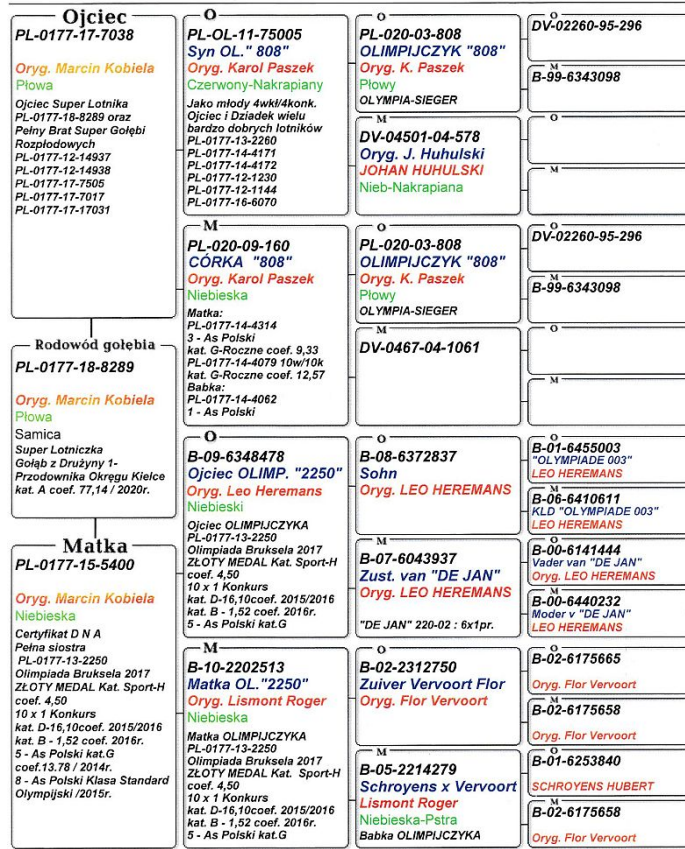 Ojciec
PL-0177-17-7038
Oryg. Marcin Kobiela
Płowa
Ojciec Super Lotnika
PL-0177-18-8289 oraz
Pełny Brat Super Gołębi
Rozpłodowych
PL-0177-12-14937
PL-0177-12-14938
PL-0177-17-7505
PL-0177-17-7017
PL-0177-17-17031
Rodowód gołębia
PL-0177-18-8289
Oryg. Marcin Kobiela
Płowa
Samica
Super Lotniczka
Gołąb z Drużyny 1-
Przodownika Okręgu Kielce
kat. A coef. 77,14 / 2020r.
Matka
PL-0177-15-5400
Oryg. Marcin Kobiela
Niebieska
Certyfikat D N A
Pełna siostra
PL-0177-13-2250
Olimpiada Bruksela 2017
ZŁOTY MEDAL Kat. Sport-H
coef. 4,50
10 x 1 Konkurs
kat. D-16,10coef. 2015/2016
kat. B - 1,52 coef. 2016r.
5 - As Polski kat.G
coef.13.78 / 2014r.
8 - As Polski Klasa Standard
Olympijski /2015r.
O
PL-OL-11-75005
Syn OL." 808"
Oryg. Karol Paszek
Czerwony-Nakrapiany
Jako młody 4wkł/4konk.
Ojciec i Dziadek wielu
bardzo dobrych lotników
PL-0177-13-2260
PL-0177-14-4171
PL-0177-14-4172
PL-0177-12-1230
PL-0177-12-1144
PL-0177-16-6070
M
PL-020-09-160
CÓRKA "808"
Oryg. Karol Paszek
Niebieska
Matka:
PL-0177-14-4314
3 - As Polski
kat. G-Roczne coef. 9,33
PL-0177-14-4079 10w/10k
kat. G-Roczne coef. 12,57
Babka:
PL-0177-14-4062
1 - As Polski
O
B-09-6348478
Ojciec OLIMP. "2250"
Oryg. Leo Heremans
Niebieski
Ojciec OLIMPIJCZYKA
PL-0177-13-2250
Olimpiada Bruksela 2017
ZŁOTY MEDAL Kat. Sport-H
coef. 4,50
10 x 1 Konkurs
kat. D-16,10coef. 2015/2016
kat. B - 1,52 coef. 2016r.
5 - As Polski kat.G
M
B-10-2202513
Matka OL."2250"
Oryg. Lismont Roger
Niebieska
Matka OLIMPIJCZYKA
PL-0177-13-2250
Olimpiada Bruksela 2017
ZŁOTY MEDAL Kat. Sport-H
coef. 4,50
10 x 1 Konkurs
kat. D-16,10coef. 2015/2016
kat. B - 1,52 coef. 2016r.
5 - As Polski kat.G
O
PL-020-03-808
OLIMPIJCZYK "808"
Oryg. K. Paszek
Płowy
OLYMPIA-SIEGER
M
DV-04501-04-578
Oryg. J. Huhulski
JOHAN HUHULSKI
Nieb-Nakrapiana
O
PL-020-03-808
OLIMPIJCZYK "808"
Oryg. K. Paszek
Płowy
OLYMPIA-SIEGER
M
DV-0467-04-1061
O
B-08-6372837
Sohn
Oryg. LEO HEREMANS
M
B-07-6043937
Zust. van "DE JAN"
Oryg. LEO HEREMANS
"DE JAN" 220-02 : 6x1pr.
O
B-02-2312750
Zuiver Vervoort Flor
Oryg. Flor Vervoort
M
B-05-2214279
Schroyens x Vervoort
Lismont Roger
Niebieska-Pstra
Babka OLIMPIJCZYKA
O
DV-02260-95-296
M
B-99-6343098
O
M
O
DV-02260-95-296
M
B-99-6343098
O
M
O
B-01-6455003
"OLYMPIADE 003"
LEO HEREMANS
M
B-06-6410611
KLD "OLYMPIADE 003"
LEO HEREMANS
O
B-00-6141444
Vader van "DE JAN"
Oryg. LEO HEREMANS
M
B-00-6440232
Moder v "DE JAN"
LEO HEREMANS
O
B-02-6175665
Oryg. Flor Vervoort
M
B-02-6175658
Oryg. Flor Vervoort
O
B-01-6253840
SCHROYENS HUBERT
M
B-02-6175658
Oryg. Flor Vervoort